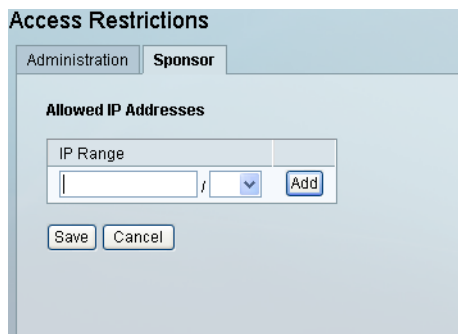 Access Restrictions
Administration Sponsor
Allowed IP Addresses
IP Range
/ Add
Save Cancel